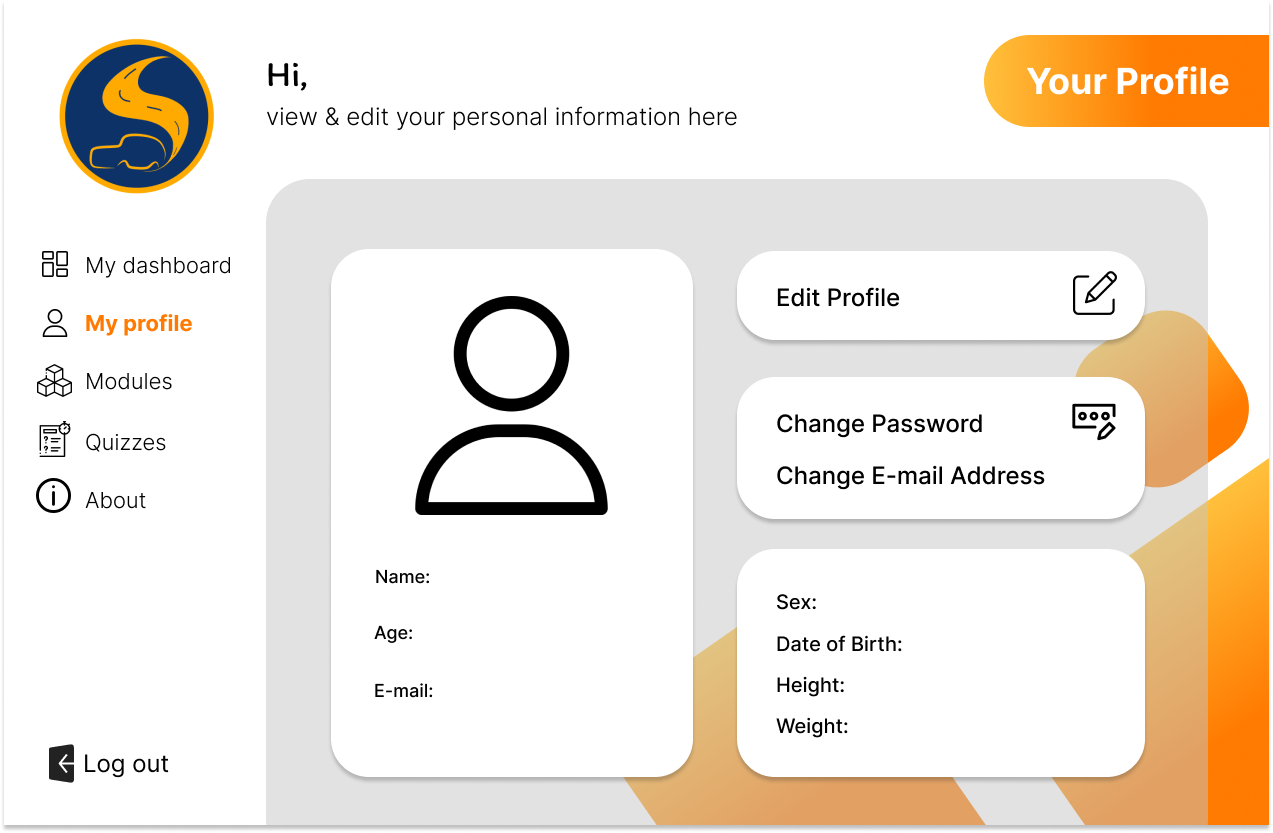 Hi,
view & edit your personal information here
Your Profile
My dashboard
My profile
Modules
Quizzes
About
Log out
Name:
Age:
E-mail:
Edit Profile
Change Password
Change E-mail Address
Sex:
Date of Birth:
Height:
Weight: